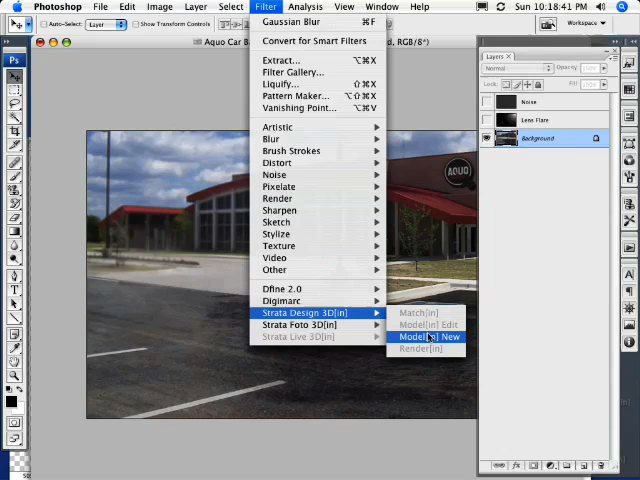 Photoshop File Edit Image Layer Select Filter Analysis View Window Help Sun 10:18:41 PM
Auto-Select: Layer Show Transform Controls Workspace
Aquo Car Ba RGB/8*)
Gaussian Blur ⌘F
Convert for Smart Filters
Extract... ⌥⌘X
Filter Gallery...
Liquify... ⇧⌘X
Pattern Maker... ⌥⇧⌘X
Vanishing Point... ⌥⌘V
Artistic
Blur
Brush Strokes
Distort
Noise
Pixelate
Render
Sharpen
Sketch
Stylize
Texture
Video
Other
Dfine 2.0
Digimarc
Strata Design 3D[in]
Strata Foto 3D[in]
Strata Live 3D[in]
Match[in]
Model[in] Edit
Model[in] New
Render[in]
Ps
Layers
Normal Opacity:
Lock: Fill:
Noise
Lens Flare
Background
AQUO